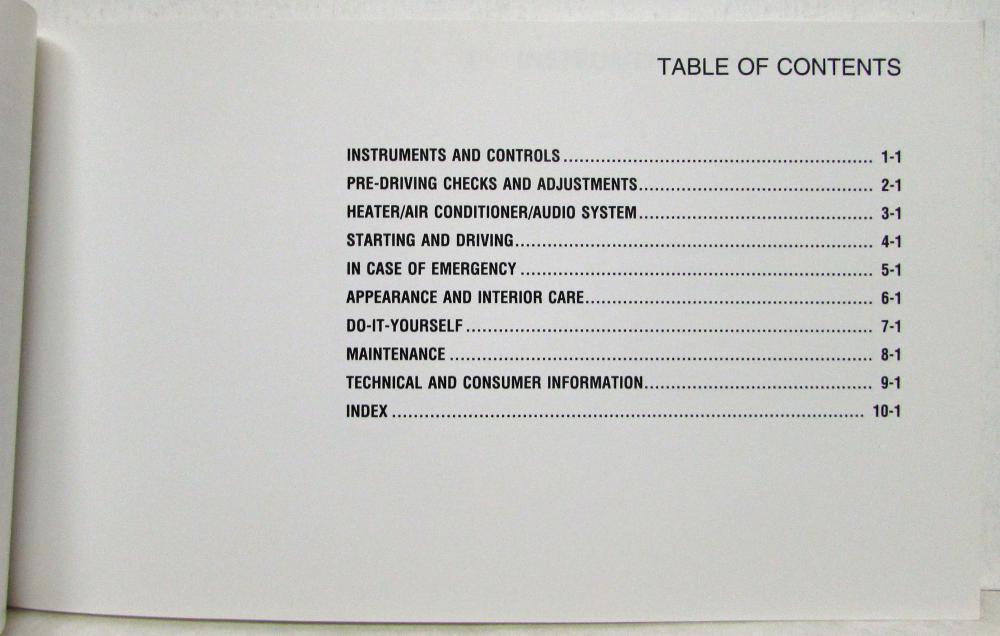 TABLE OF CONTENTS
INSTRUMENTS AND CONTROLS ........................................................ 1-1
PRE-DRIVING CHECKS AND ADJUSTMENTS .......................................... 2-1
HEATER/AIR CONDITIONER/AUDIO SYSTEM .......................................... 3-1
STARTING AND DRIVING ................................................................. 4-1
IN CASE OF EMERGENCY ................................................................ 5-1
APPEARANCE AND INTERIOR CARE .................................................... 6-1
DO-IT-YOURSELF .......................................................................... 7-1
MAINTENANCE ............................................................................. 8-1
TECHNICAL AND CONSUMER INFORMATION ......................................... 9-1
INDEX ...................................................................................... 10-1